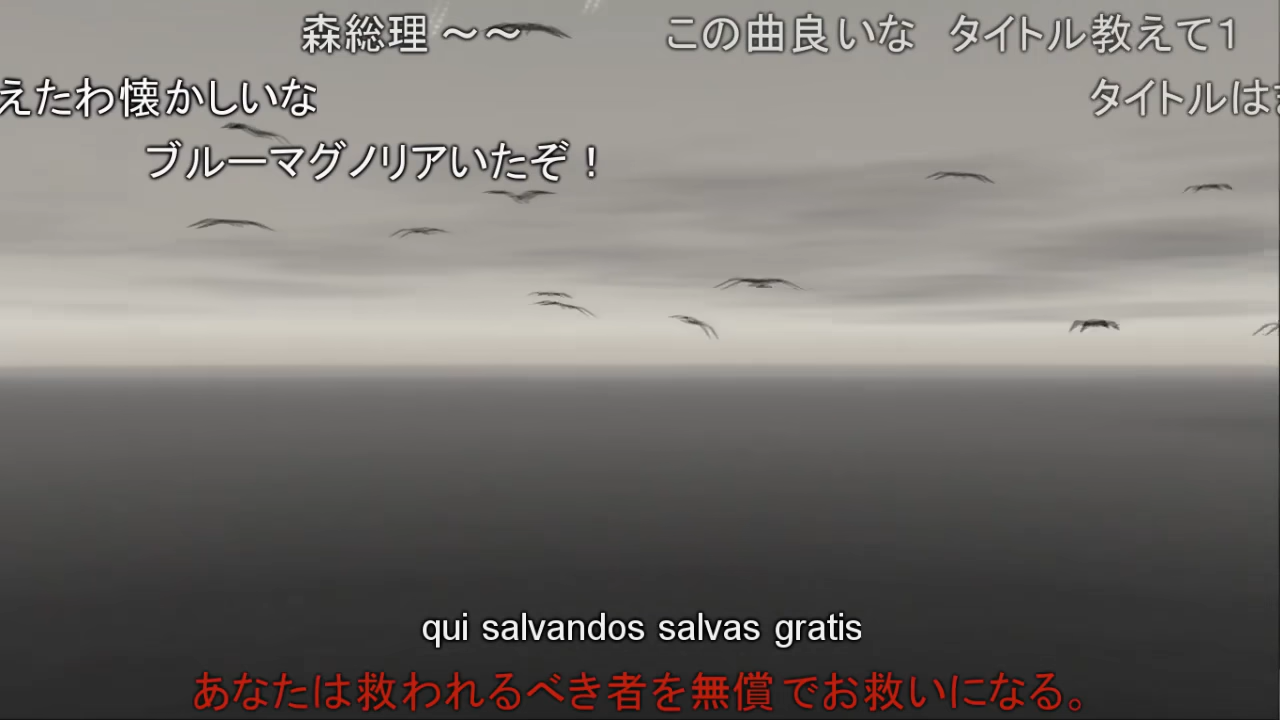 森総理 〜〜
この曲良いな　タイトル教えて1
えたわ懐かしいな
タイトルは
ブルーマグノリアいたぞ！
qui salvandos salvas gratis
あなたは救われるべき者を無償でお救いになる。